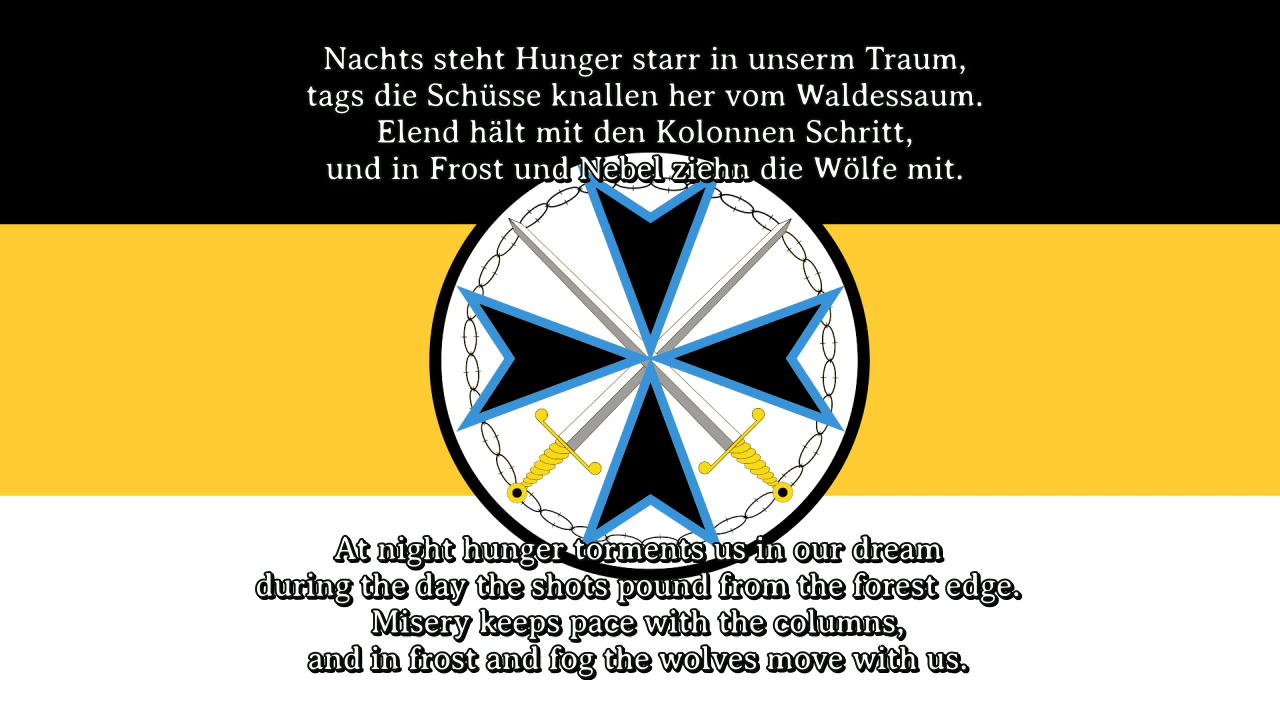 Nachts steht Hunger starr in unserm Traum,
tags die Schüsse knallen her vom Waldessaum.
Elend hält mit den Kolonnen Schritt,
und in Frost und Nebel ziehn die Wölfe mit.
At night hunger torments us in our dream
during the day the shots pound from the forest edge.
Misery keeps pace with the columns,
and in frost and fog the wolves move with us.